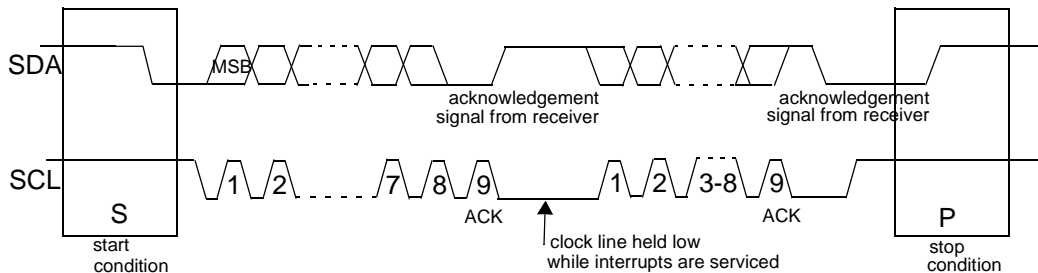 SDA
MSB
acknowledgement
signal from receiver
acknowledgement
signal from receiver
SCL
1 2 7 8 9 1 2 3-8 9
S
ACK
ACK
P
start
condition
clock line held low
while interrupts are serviced
stop
condition